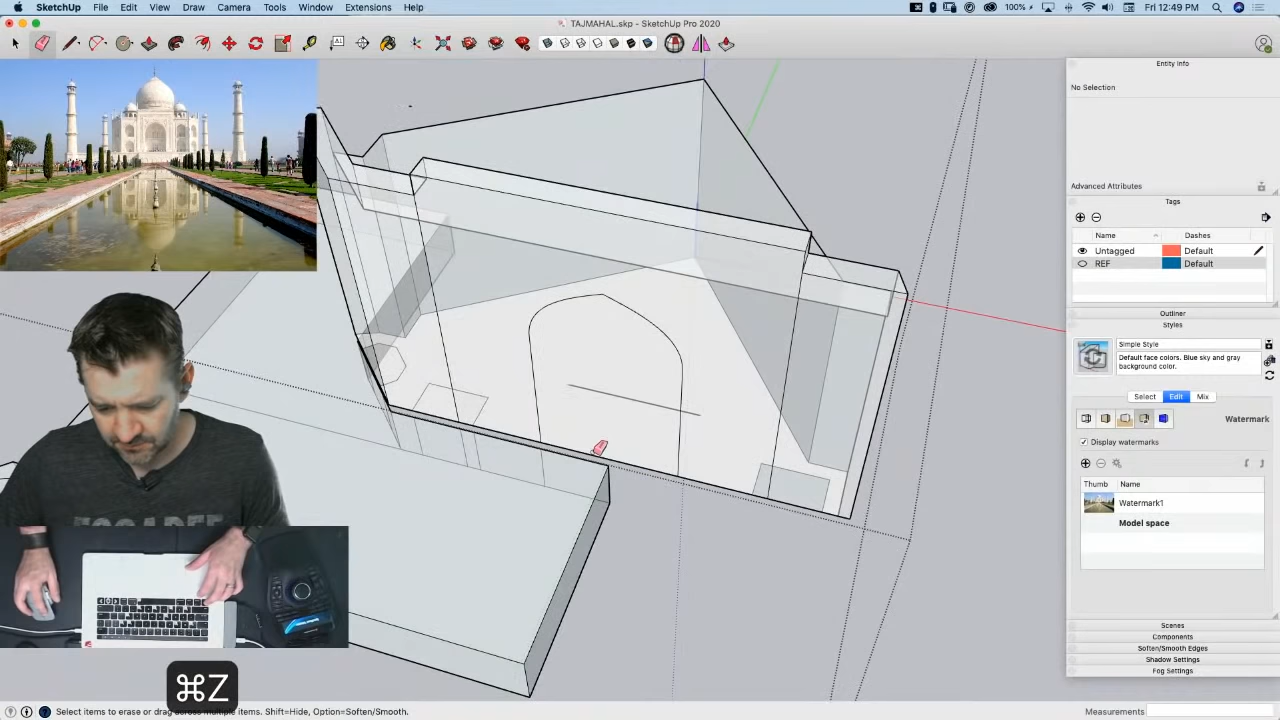 SketchUp File Edit View Draw Camera Tools Window Extensions Help
100% Fri 12:49 PM
TAJMAHAL.skp - SketchUp Pro 2020
Entity Info
No Selection
Advanced Attributes
Tags
Name Dashes
Untagged Default
REF Default
Outliner
Styles
Simple Style
Default face colors. Blue sky and gray
background color.
Select Edit Mix
Watermark
Display watermarks
Thumb Name
Watermark1
Model space
Scenes
Components
Soften/Smooth Edges
Shadow Settings
Fog Settings
⌘Z
Select items to erase or drag across multiple items. Shift=Hide, Option=Soften/Smooth.
Measurements